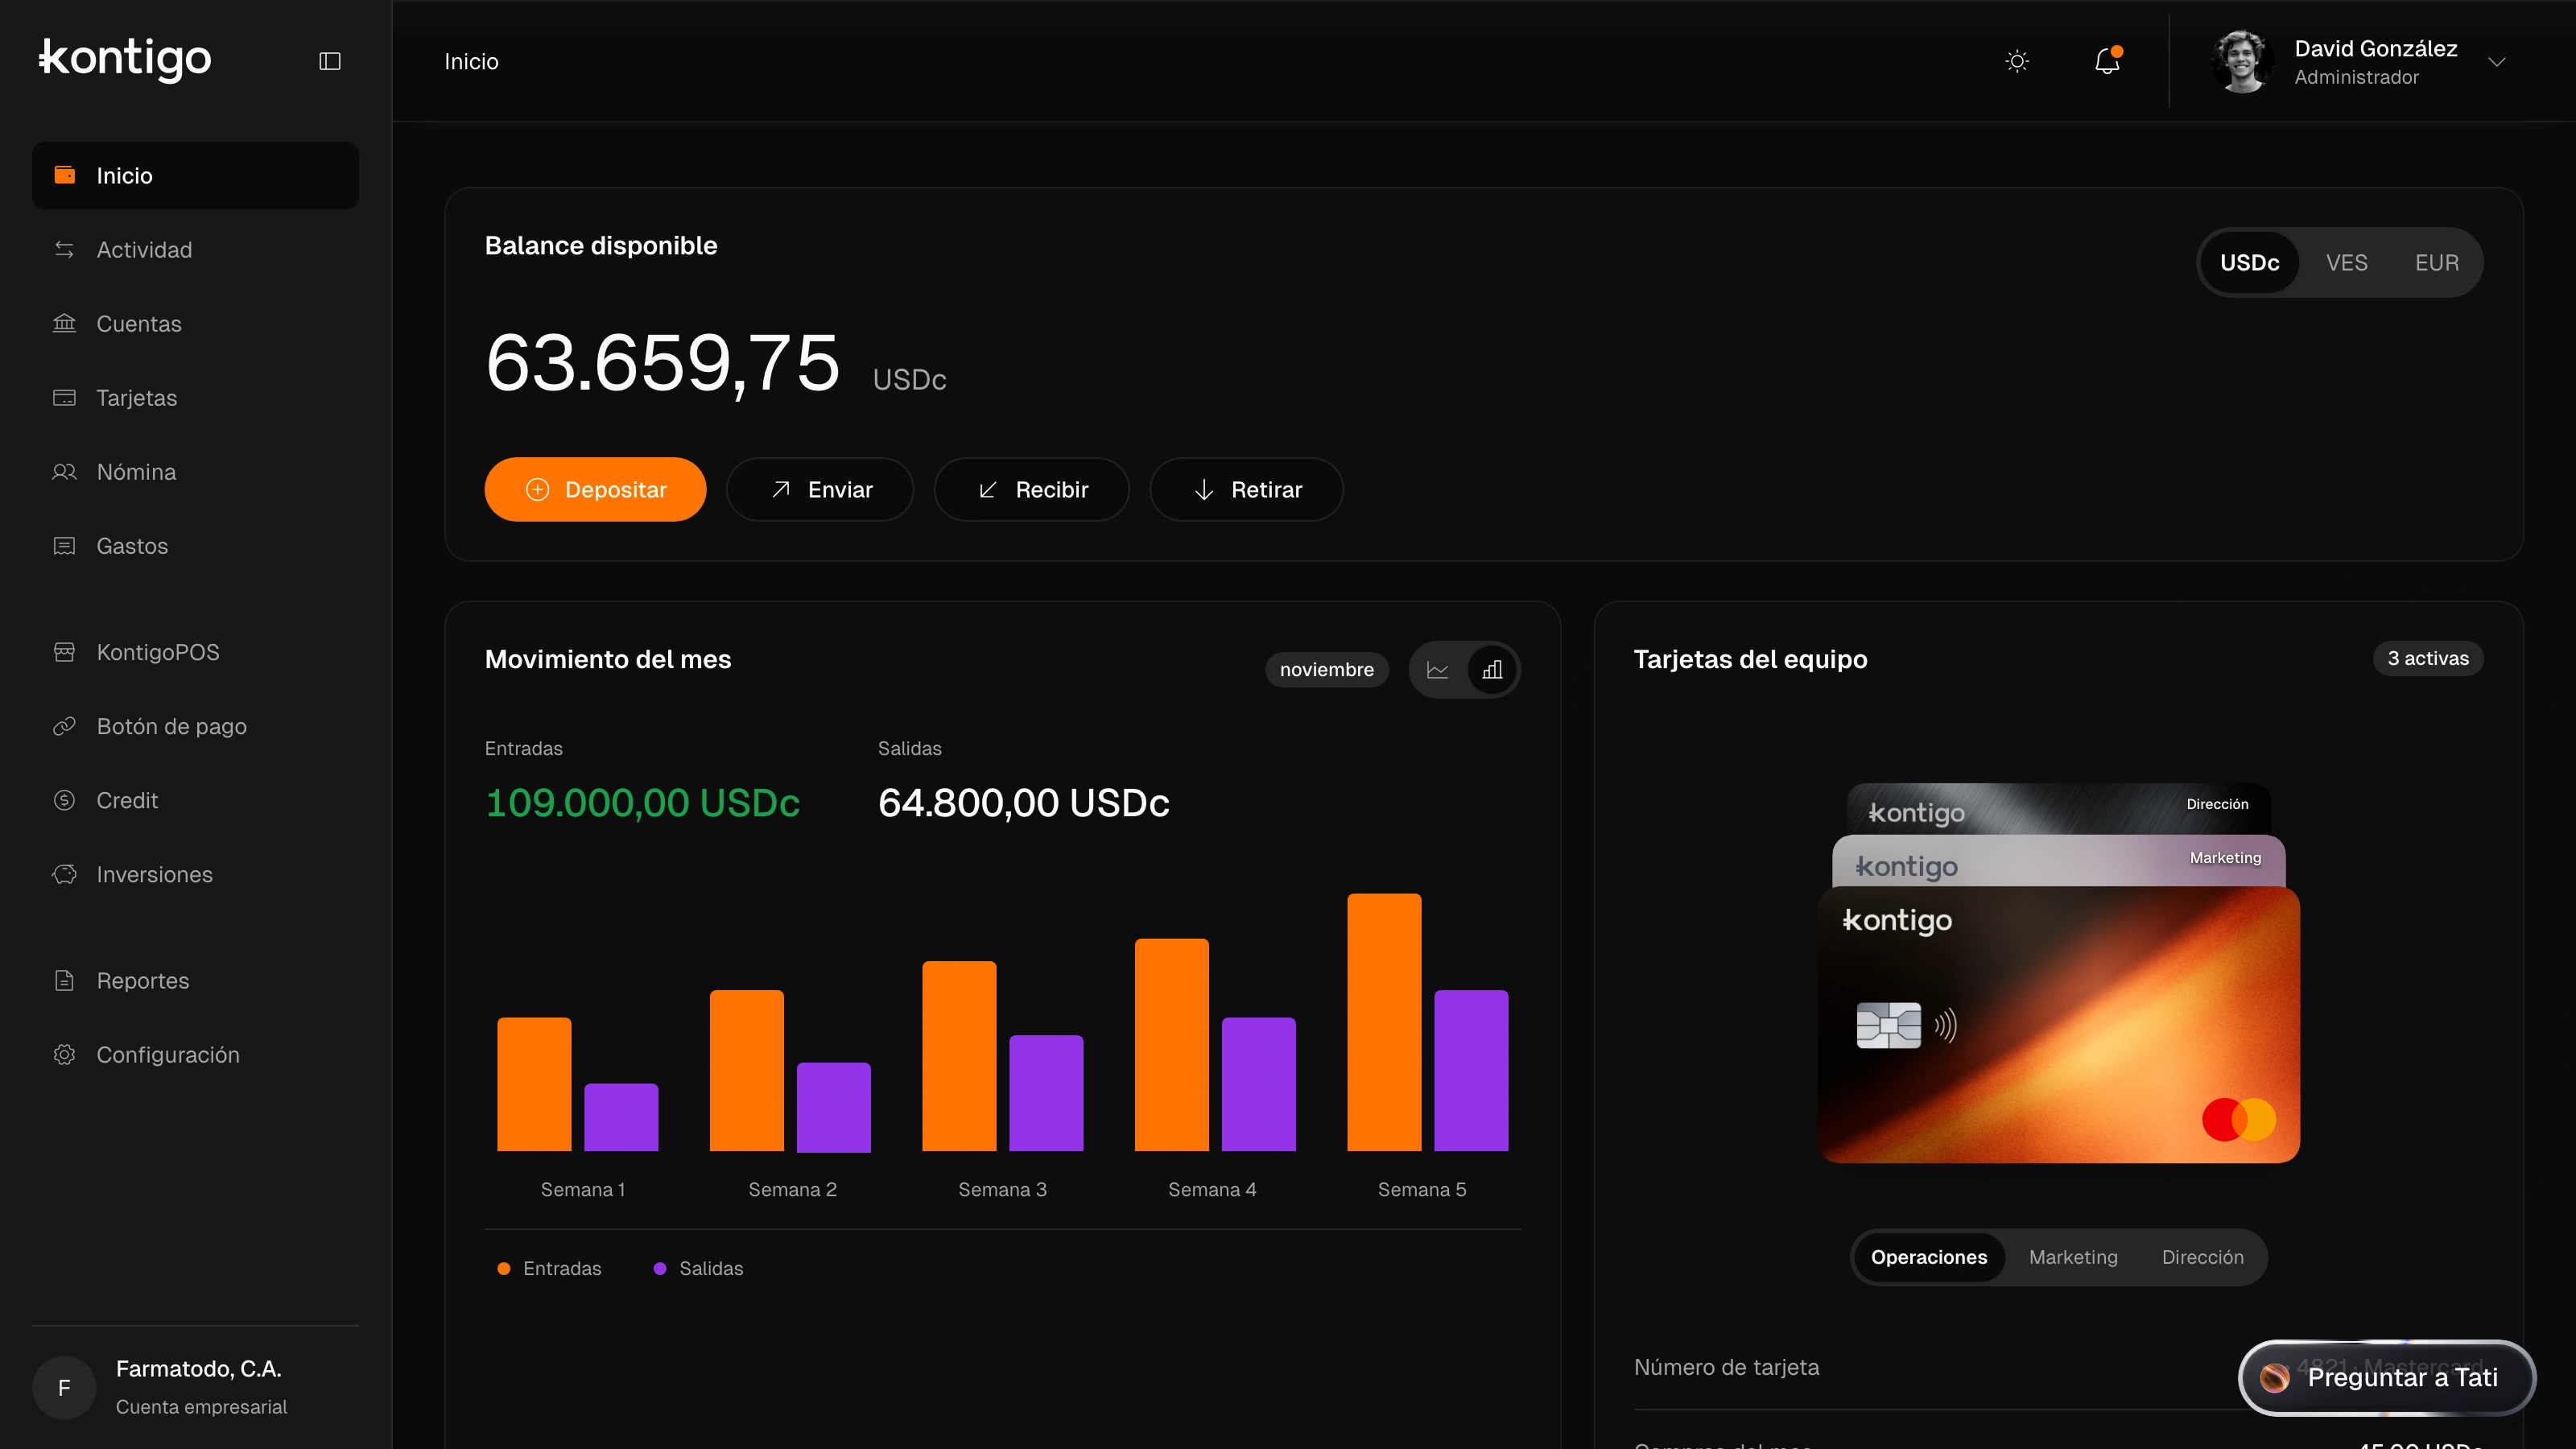 kontigo
Inicio
Actividad
Cuentas
Tarjetas
Nómina
Gastos
KontigoPOS
Botón de pago
Credit
Inversiones
Reportes
Configuración
F
Farmatodo, C.A.
Cuenta empresarial
Inicio
David González
Administrador
Balance disponible
USDc VES EUR
63.659,75 USDc
Depositar Enviar Recibir Retirar
Movimiento del mes
noviembre
Entradas Salidas
109.000,00 USDc 64.800,00 USDc
Semana 1 Semana 2 Semana 3 Semana 4 Semana 5
Entradas Salidas
Tarjetas del equipo
3 activas
kontigo Dirección
kontigo Marketing
kontigo
Operaciones Marketing Dirección
Número de tarjeta 4821 · Mastercard
Preguntar a Tati